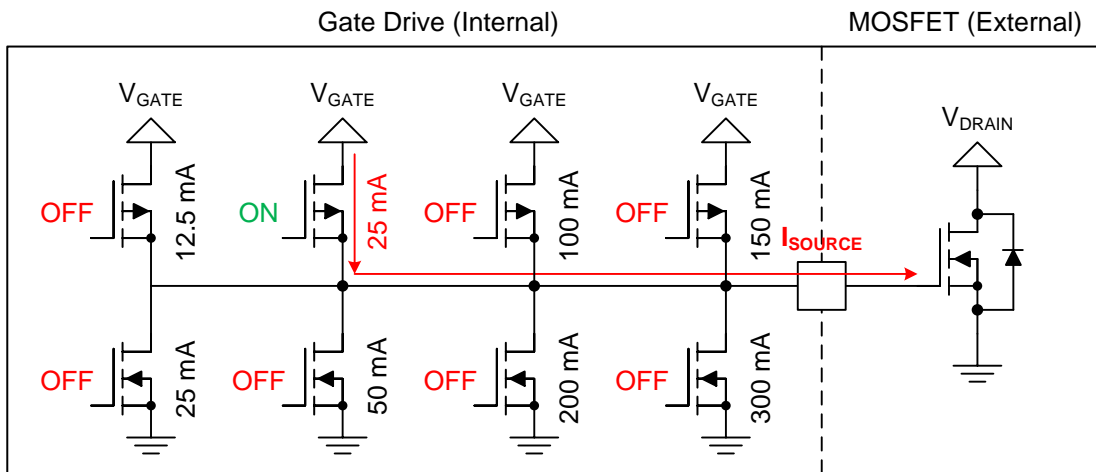 Gate Drive (Internal)
MOSFET (External)
VGATE
VGATE
VGATE
VGATE
VDRAIN
OFF
12.5 mA
ON
25 mA
OFF
100 mA
OFF
150 mA
ISOURCE
OFF
25 mA
OFF
50 mA
OFF
200 mA
OFF
300 mA